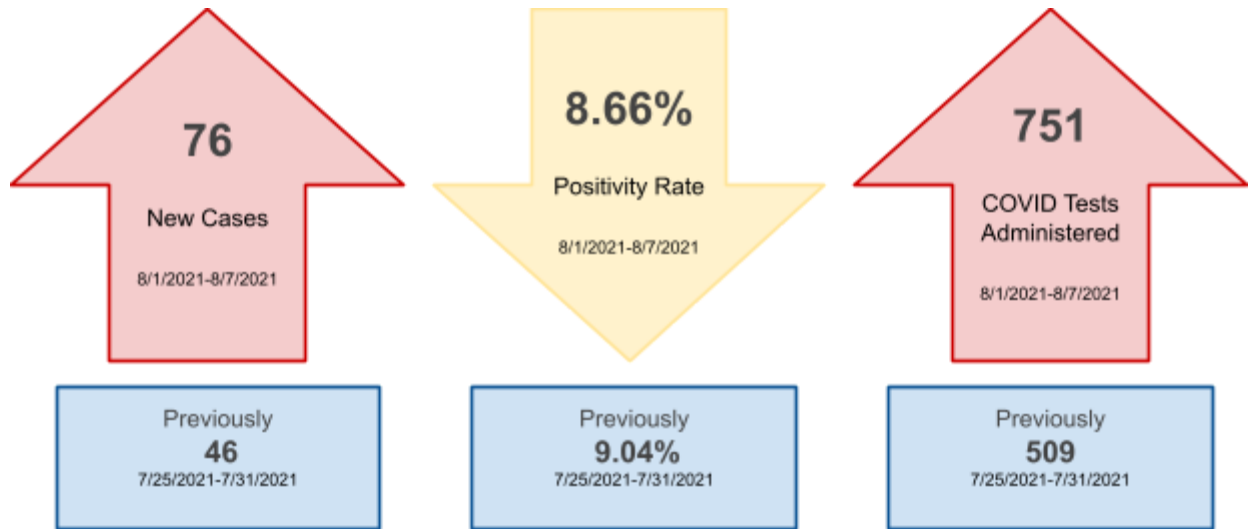 76
New Cases
8/1/2021-8/7/2021
8.66%
Positivity Rate
8/1/2021-8/7/2021
751
COVID Tests
Administered
8/1/2021-8/7/2021
Previously
46
7/25/2021-7/31/2021
Previously
9.04%
7/25/2021-7/31/2021
Previously
509
7/25/2021-7/31/2021